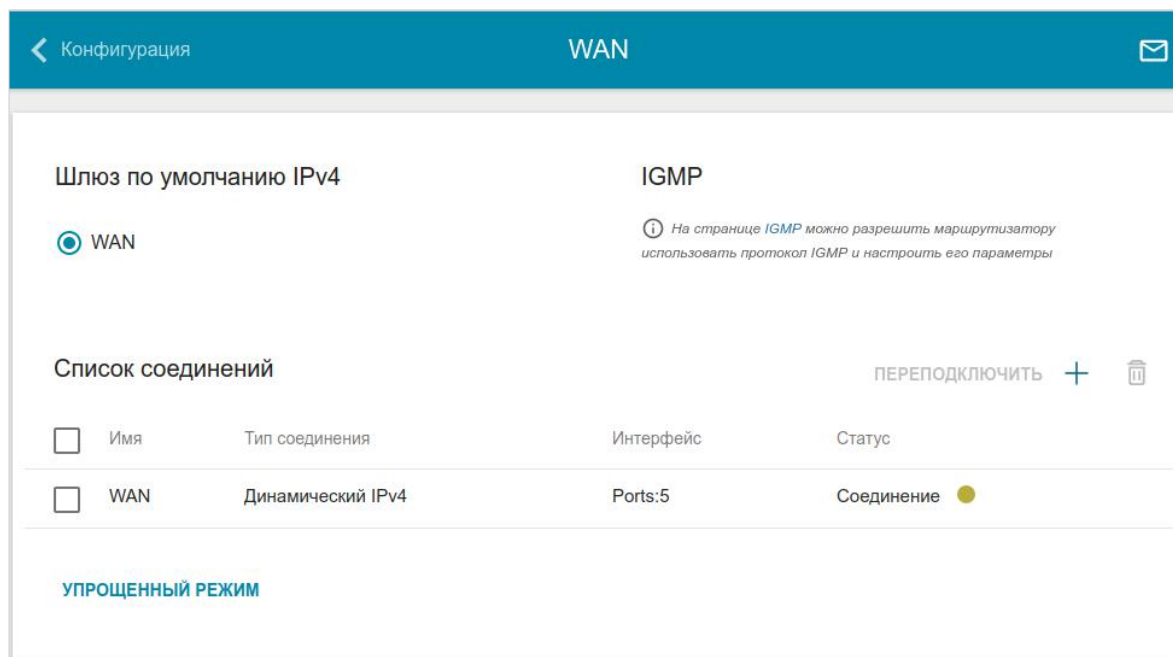 Конфигурация
WAN
Шлюз по умолчанию IPv4
WAN
IGMP
На странице IGMP можно разрешить маршрутизатору
использовать протокол IGMP и настроить его параметры
Список соединений
ПЕРЕПОДКЛЮЧИТЬ
Имя Тип соединения Интерфейс Статус
WAN Динамический IPv4 Ports:5 Соединение
УПРОЩЕННЫЙ РЕЖИМ